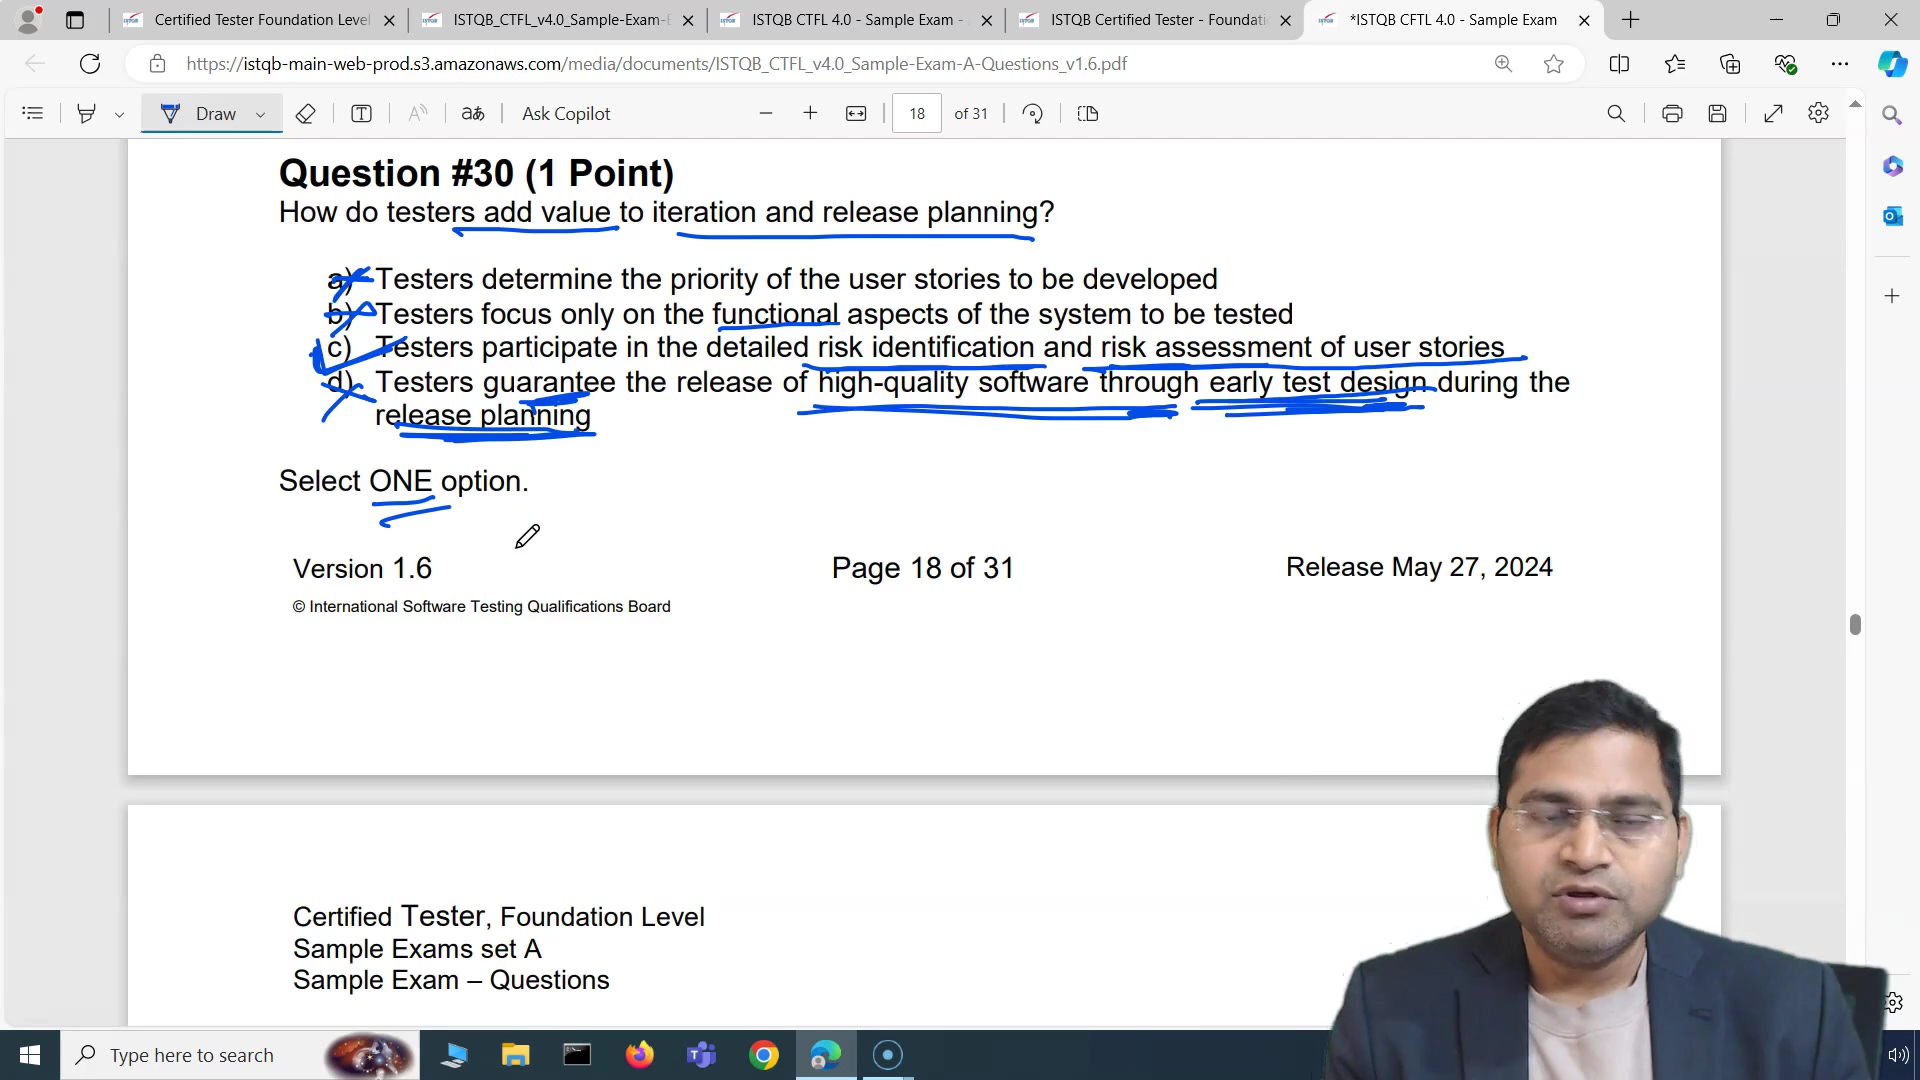 Certified Tester Foundation Level
ISTQB_CTFL_v4.0_Sample-Exam-E
ISTQB CTFL 4.0 - Sample Exam -
ISTQB Certified Tester - Foundati
*ISTQB CFTL 4.0 - Sample Exam
https://istqb-main-web-prod.s3.amazonaws.com/media/documents/ISTQB_CTFL_v4.0_Sample-Exam-A-Questions_v1.6.pdf
Draw
Ask Copilot
18 of 31
Question #30 (1 Point)
How do testers add value to iteration and release planning?
a) Testers determine the priority of the user stories to be developed
b) Testers focus only on the functional aspects of the system to be tested
c) Testers participate in the detailed risk identification and risk assessment of user stories
d) Testers guarantee the release of high-quality software through early test design during the
release planning
Select ONE option.
Version 1.6
Page 18 of 31
Release May 27, 2024
© International Software Testing Qualifications Board
Certified Tester, Foundation Level
Sample Exams set A
Sample Exam – Questions
Type here to search